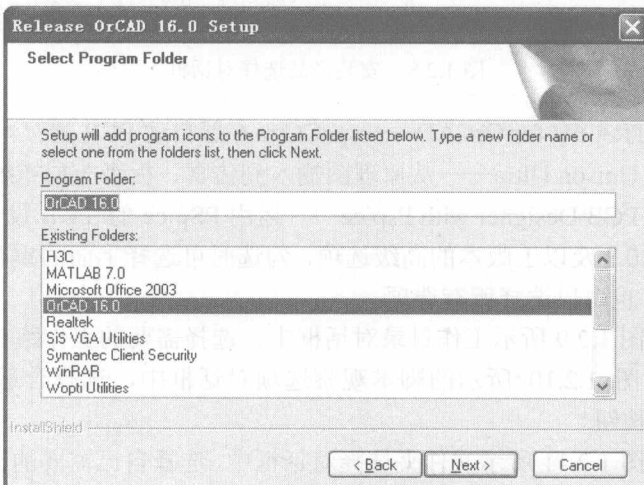 Release OrCAD 16.0 Setup
Select Program Folder
Setup will add program icons to the Program Folder listed below. Type a new folder name or
select one from the folders list, then click Next.
Program Folder:
OrCAD 16.0
Existing Folders:
H3C
MATLAB 7.0
Microsoft Office 2003
OrCAD 16.0
Realtek
SiS VGA Utilities
Symantec Client Security
WinRAR
Wopti Utilities
InstallShield
< Back
Next >
Cancel